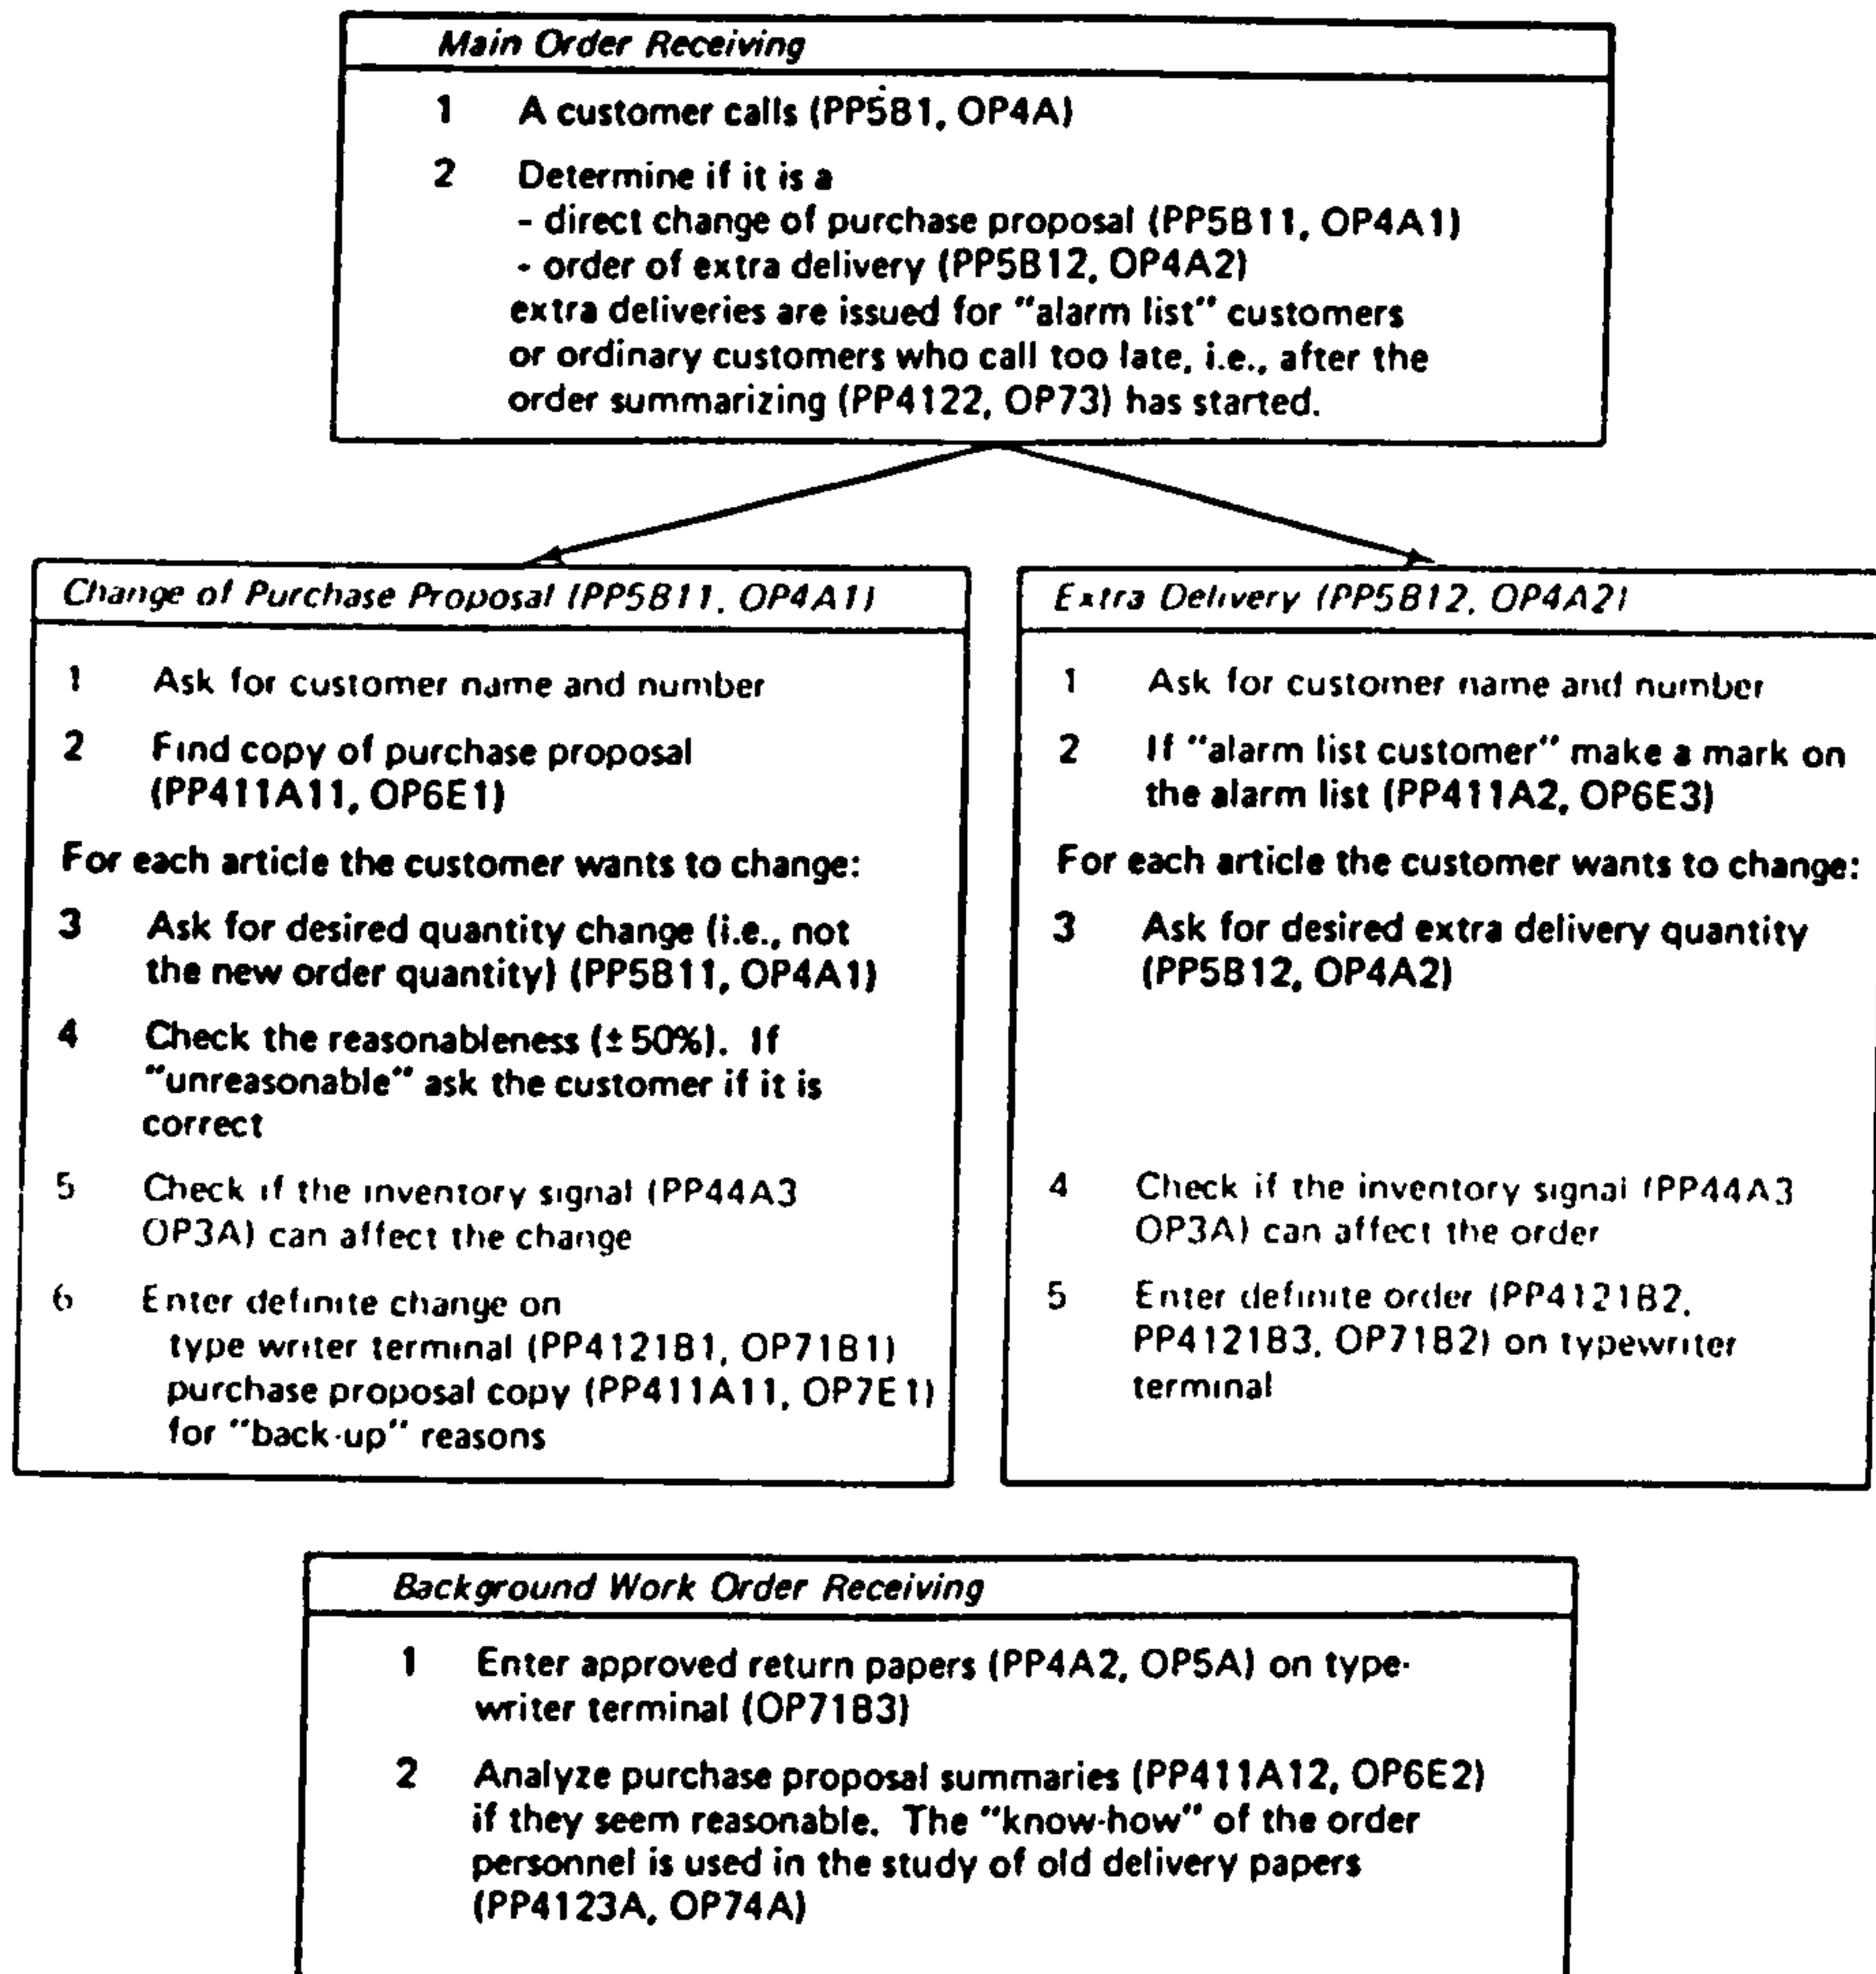 Main Order Receiving
1 A customer calls (PP5B1, OP4A)
2 Determine if it is a
- direct change of purchase proposal (PP5B11, OP4A1)
- order of extra delivery (PP5B12, OP4A2)
extra deliveries are issued for "alarm list" customers
or ordinary customers who call too late, i.e., after the
order summarizing (PP4122, OP73) has started.
Change of Purchase Proposal (PP5B11, OP4A1)
1 Ask for customer name and number
2 Find copy of purchase proposal
(PP411A11, OP6E1)
For each article the customer wants to change:
3 Ask for desired quantity change (i.e., not
the new order quantity) (PP5B11, OP4A1)
4 Check the reasonableness (± 50%). If
"unreasonable" ask the customer if it is
correct
5 Check if the inventory signal (PP44A3
OP3A) can affect the change
6 Enter definite change on
type writer terminal (PP4121B1, OP71B1)
purchase proposal copy (PP411A11, OP7E1)
for "back-up" reasons
Extra Delivery (PP5B12, OP4A2)
1 Ask for customer name and number
2 If "alarm list customer" make a mark on
the alarm list (PP411A2, OP6E3)
For each article the customer wants to change:
3 Ask for desired extra delivery quantity
(PP5B12, OP4A2)
4 Check if the inventory signal (PP44A3
OP3A) can affect the order
5 Enter definite order (PP4121B2,
PP4121B3, OP71B2) on typewriter
terminal
Background Work Order Receiving
1 Enter approved return papers (PP4A2, OP5A) on type-
writer terminal (OP71B3)
2 Analyze purchase proposal summaries (PP411A12, OP6E2)
if they seem reasonable. The "know-how" of the order
personnel is used in the study of old delivery papers
(PP4123A, OP74A)